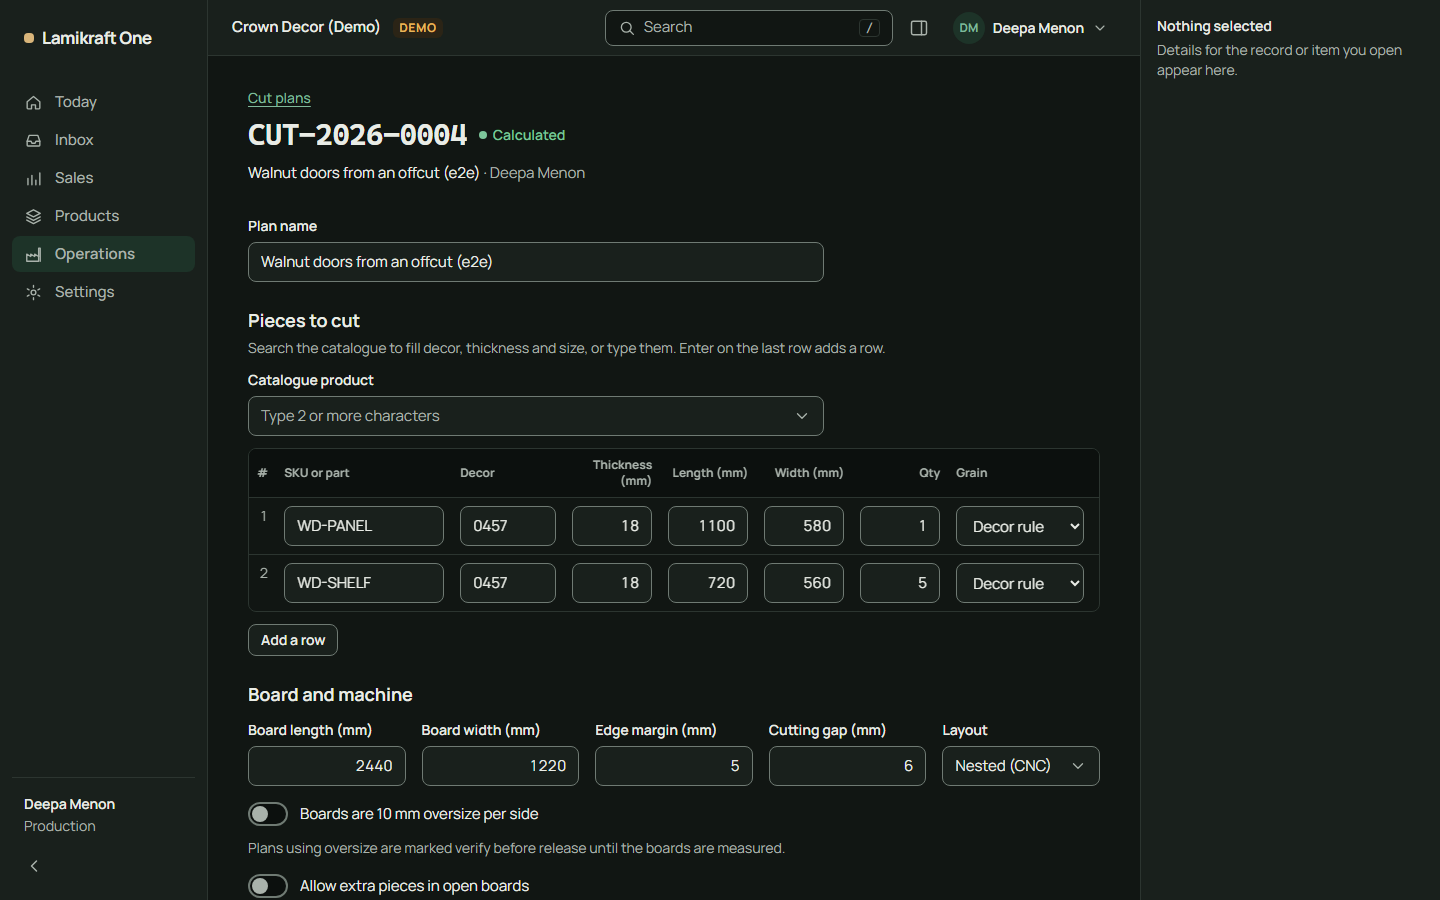 Lamikraft One
Today
Inbox
Sales
Products
Operations
Settings
Deepa Menon
Production
Crown Decor (Demo) DEMO
Search /
DM Deepa Menon
Cut plans
CUT-2026-0004 Calculated
Walnut doors from an offcut (e2e) · Deepa Menon
Plan name
Walnut doors from an offcut (e2e)
Pieces to cut
Search the catalogue to fill decor, thickness and size, or type them. Enter on the last row adds a row.
Catalogue product
Type 2 or more characters
# SKU or part Decor Thickness (mm) Length (mm) Width (mm) Qty Grain
1 WD-PANEL 0457 18 1100 580 1 Decor rule
2 WD-SHELF 0457 18 720 560 5 Decor rule
Add a row
Board and machine
Board length (mm) Board width (mm) Edge margin (mm) Cutting gap (mm) Layout
2440 1220 5 6 Nested (CNC)
Boards are 10 mm oversize per side
Plans using oversize are marked verify before release until the boards are measured.
Allow extra pieces in open boards
Nothing selected
Details for the record or item you open
appear here.